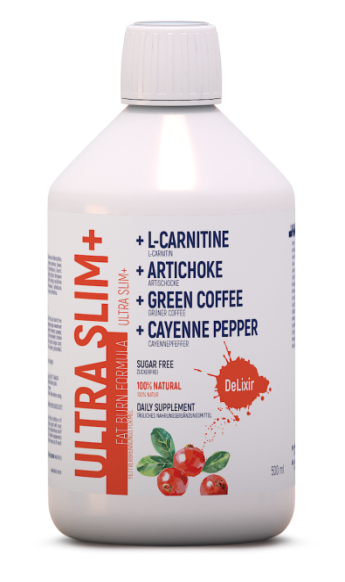 ULTRA SLIM+
FAT BURN FORMULA
ULTRA SLIM+
+ L-CARNITINE
L-CARNITIN
+ ARTICHOKE
ARTISCHOCKE
+ GREEN COFFEE
GRÜNER COFFEE
+ CAYENNE PEPPER
CAYENNEPFEFFER
SUGAR FREE
ZUCKERFREI
100% NATURAL
100% NATUR
DAILY SUPPLEMENT
TÄGLICHES NAHRUNGSERGÄNZUNGSMITTEL
DeLixir
500 ml